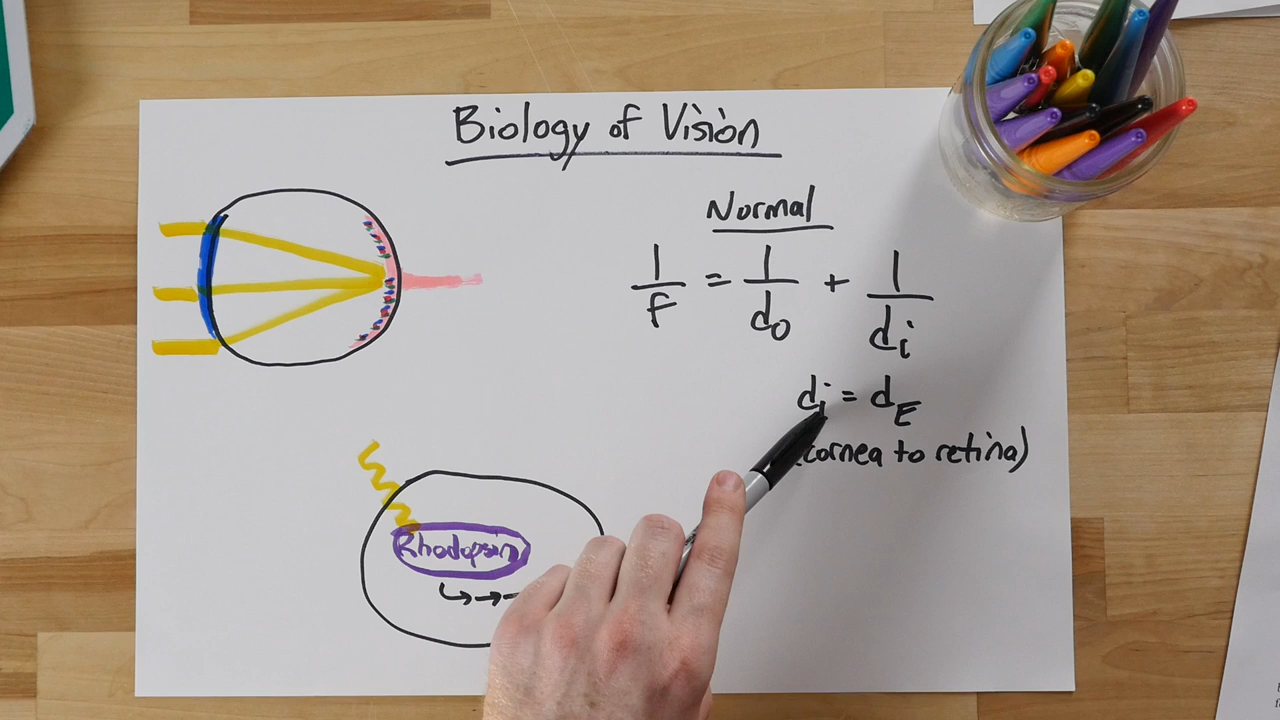 Biology of Vision
Normal
1/f = 1/do + 1/di
di = dE
(cornea to retina)
Rhodopsin